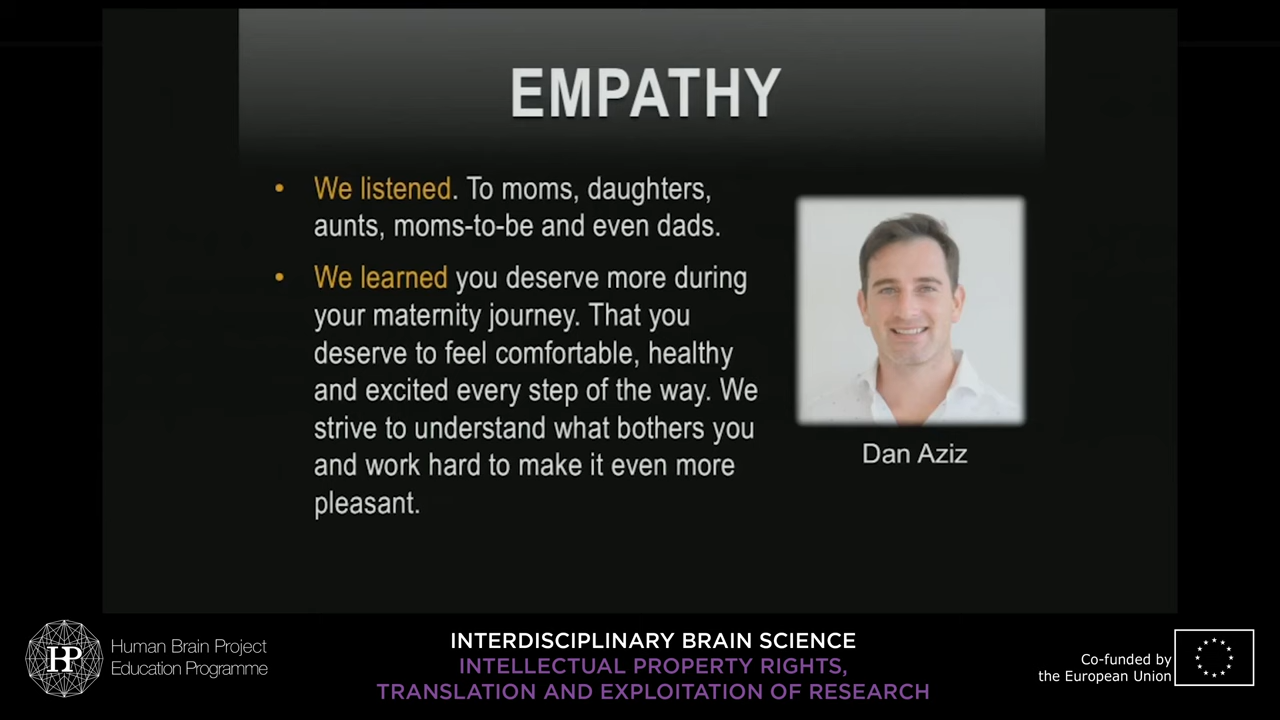 EMPATHY
• We listened. To moms, daughters,
aunts, moms-to-be and even dads.
• We learned you deserve more during
your maternity journey. That you
deserve to feel comfortable, healthy
and excited every step of the way. We
strive to understand what bothers you
and work hard to make it even more
pleasant.
Dan Aziz
HBP
Human Brain Project
Education Programme
INTERDISCIPLINARY BRAIN SCIENCE
INTELLECTUAL PROPERTY RIGHTS,
TRANSLATION AND EXPLOITATION OF RESEARCH
Co-funded by
the European Union